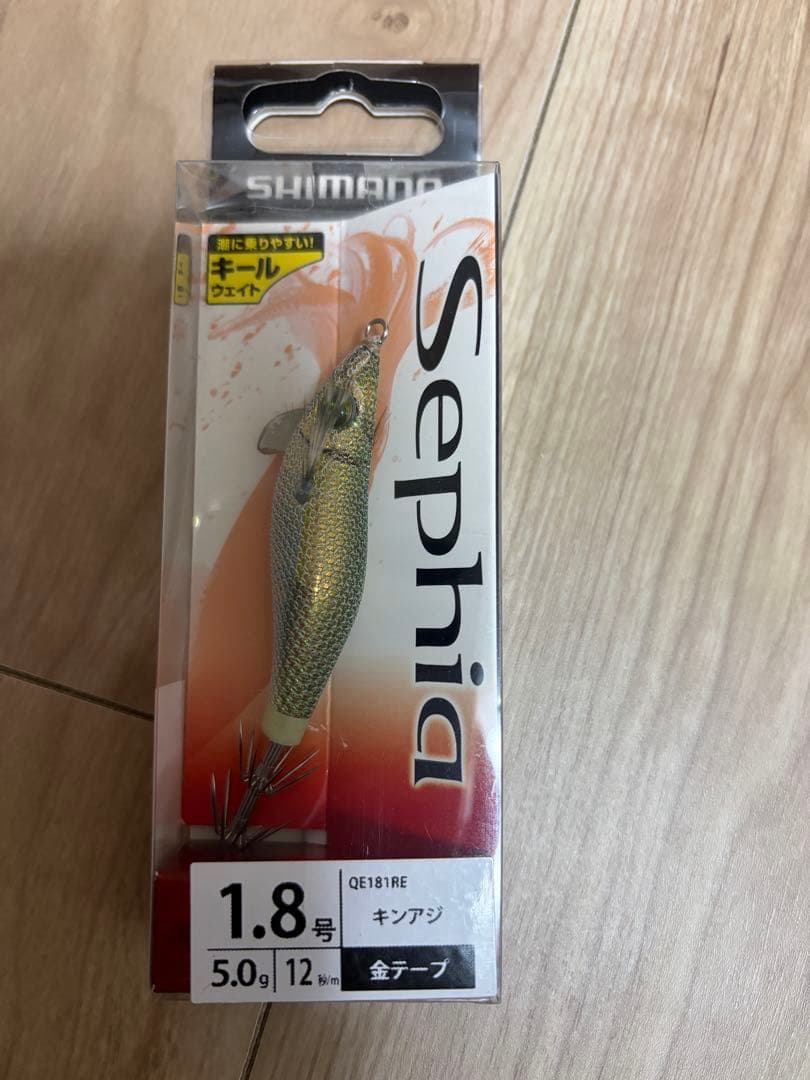 SHIMANO
潮に乗りやすい!
キール
ウェイト
Sephia
1.8号
QE181RE
キンアジ
5.0g
12秒/m
金テープ